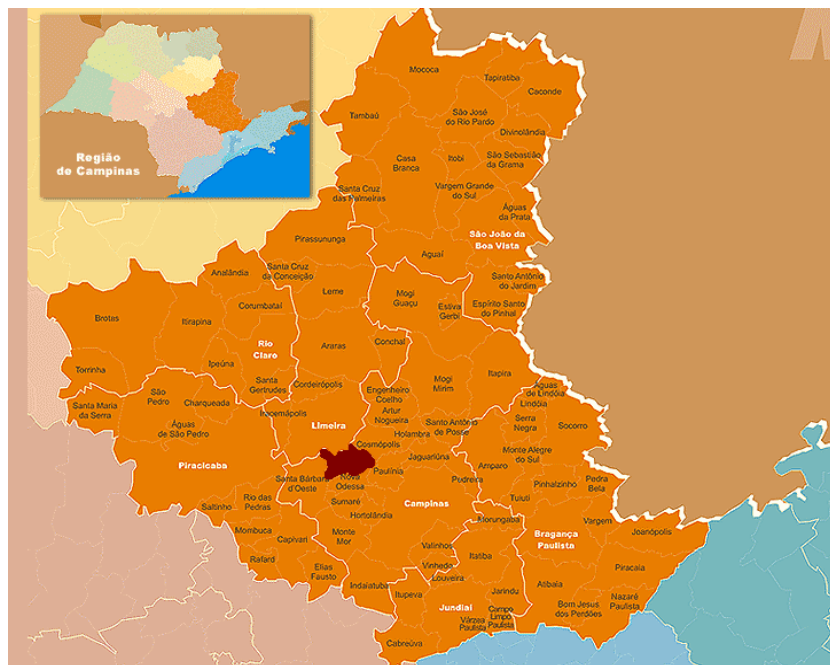 Região
de Campinas
Mococa
Tapiratiba
Caconde
Tambaú
São José
do Rio Pardo
Divinolândia
Casa
Branca
Itobi
São Sebastião
da Grama
Santa Cruz
das Palmeiras
Vargem Grande
do Sul
Águas
da Prata
Pirassununga
São João da
Boa Vista
Aguaí
Analândia
Santa Cruz
da Conceição
Santo Antônio
do Jardim
Leme
Mogi
Guaçu
Estiva
Gerbi
Espírito Santo
do Pinhal
Corumbataí
Brotas
Itirapina
Rio
Claro
Araras
Conchal
Ipeúna
Torrinha
Santa
Gertrudes
Cordeirópolis
Mogi
Mirim
Itapira
Engenheiro
Coelho
Águas
de Lindóia
Lindóia
São
Pedro
Charqueada
Santa Maria
da Serra
Iracemápolis
Artur
Nogueira
Águas
de São Pedro
Limeira
Santo Antônio
de Posse
Serra
Negra
Socorro
Holambra
Cosmópolis
Monte Alegre
do Sul
Jaguariúna
Piracicaba
Paulínia
Amparo
Santa Bárbara
d'Oeste
Nova
Odessa
Pedreira
Pinhalzinho
Pedra
Bela
Tuiuti
Rio das
Pedras
Saltinho
Sumaré
Campinas
Hortolândia
Morungaba
Vargem
Mombuca
Capivari
Monte
Mor
Bragança
Paulista
Joanópolis
Valinhos
Itatiba
Rafard
Elias
Fausto
Vinhedo
Louveira
Piracaia
Indaiatuba
Itupeva
Jarindu
Atibaia
Nazaré
Paulista
Jundiaí
Campo
Limpo
Paulista
Várzea
Paulista
Bom Jesus
dos Perdões
Cabreúva